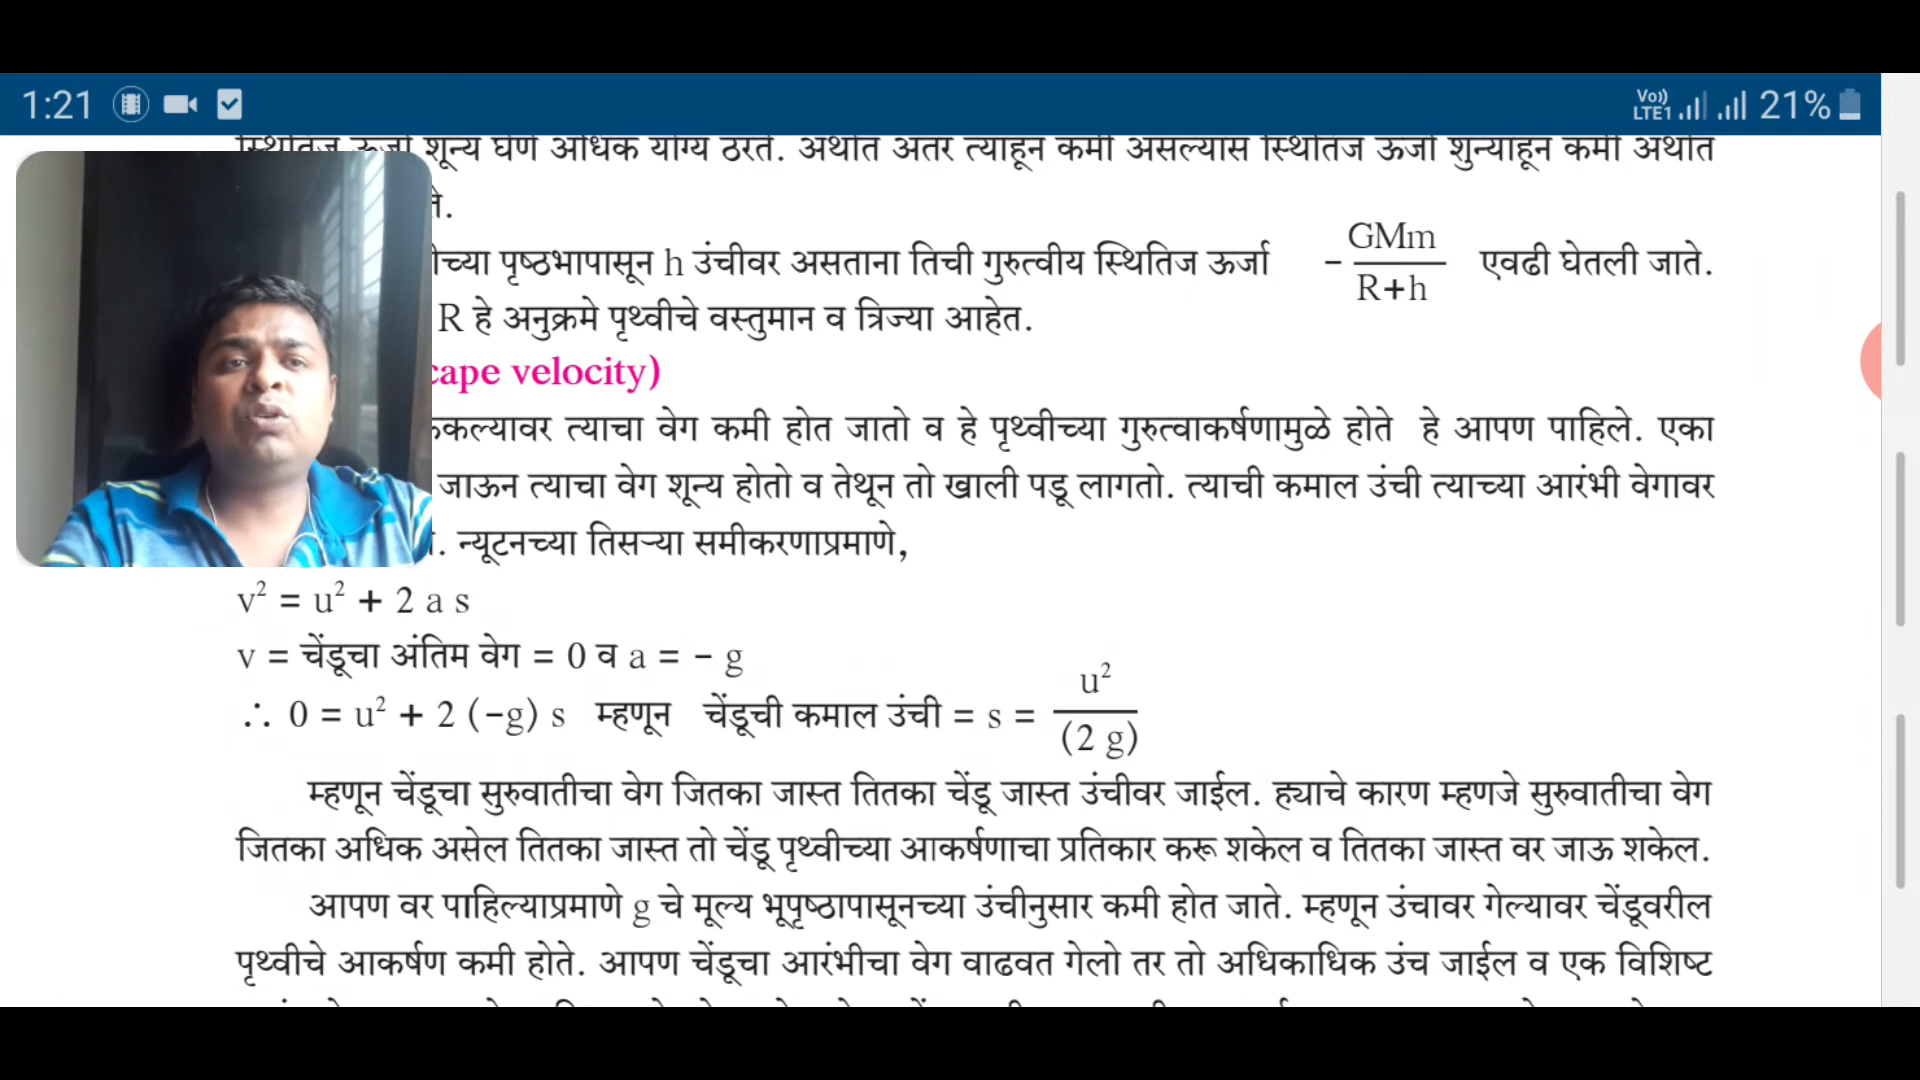 1:21 Vo)) LTE1 21%
शून्य घेणे अधिक योग्य ठरते. अर्थात अंतर त्याहून कमी असल्यास स्थितिज ऊर्जा शुन्याहून कमी अर्थात
पृष्ठभापासून h उंचीवर असताना तिची गुरुत्वीय स्थितिज ऊर्जा - GMm / R+h एवढी घेतली जाते.
R हे अनुक्रमे पृथ्वीचे वस्तुमान व त्रिज्या आहेत.
cape velocity)
त्याचा वेग कमी होत जातो व हे पृथ्वीच्या गुरुत्वाकर्षणामुळे होते हे आपण पाहिले. एका
जाऊन त्याचा वेग शून्य होतो व तेथून तो खाली पडू लागतो. त्याची कमाल उंची त्याच्या आरंभी वेगावर
. न्यूटनच्या तिसऱ्या समीकरणाप्रमाणे,
v² = u² + 2 a s
v = चेंडूचा अंतिम वेग = 0 व a = - g
∴ 0 = u² + 2 (-g) s म्हणून चेंडूची कमाल उंची = s = u² / (2 g)
म्हणून चेंडूचा सुरुवातीचा वेग जितका जास्त तितका चेंडू जास्त उंचीवर जाईल. ह्याचे कारण म्हणजे सुरुवातीचा वेग
जितका अधिक असेल तितका जास्त तो चेंडू पृथ्वीच्या आकर्षणाचा प्रतिकार करू शकेल व तितका जास्त वर जाऊ शकेल.
आपण वर पाहिल्याप्रमाणे g चे मूल्य भूपृष्ठापासूनच्या उंचीनुसार कमी होत जाते. म्हणून उंचावर गेल्यावर चेंडूवरील
पृथ्वीचे आकर्षण कमी होते. आपण चेंडूचा आरंभीचा वेग वाढवत गेलो तर तो अधिकाधिक उंच जाईल व एक विशिष्ट